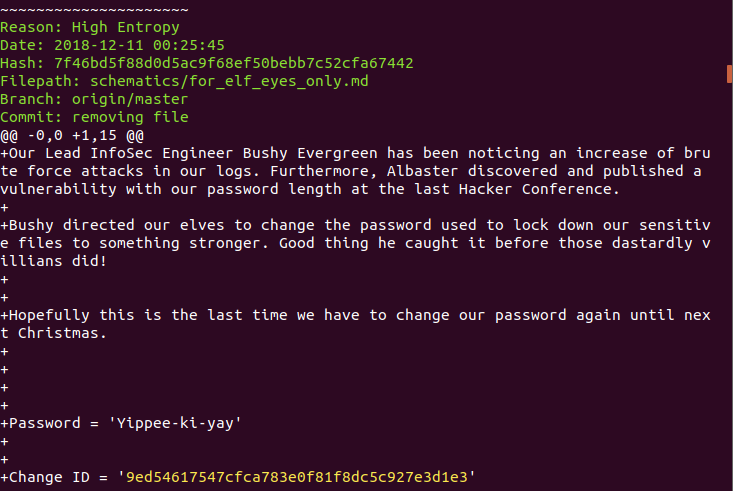 ~~~~~~~~~~~~~~~~~~~~~
Reason: High Entropy
Date: 2018-12-11 00:25:45
Hash: 7f46bd5f88d0d5ac9f68ef50bebb7c52cfa67442
Filepath: schematics/for_elf_eyes_only.md
Branch: origin/master
Commit: removing file
@@ -0,0 +1,15 @@
+Our Lead InfoSec Engineer Bushy Evergreen has been noticing an increase of bru
te force attacks in our logs. Furthermore, Albaster discovered and published a
vulnerability with our password length at the last Hacker Conference.
+
+Bushy directed our elves to change the password used to lock down our sensitiv
e files to something stronger. Good thing he caught it before those dastardly v
illians did!
+
+
+Hopefully this is the last time we have to change our password again until nex
t Christmas.
+
+
+
+
+Password = 'Yippee-ki-yay'
+
+
+Change ID = '9ed54617547cfca783e0f81f8dc5c927e3d1e3'